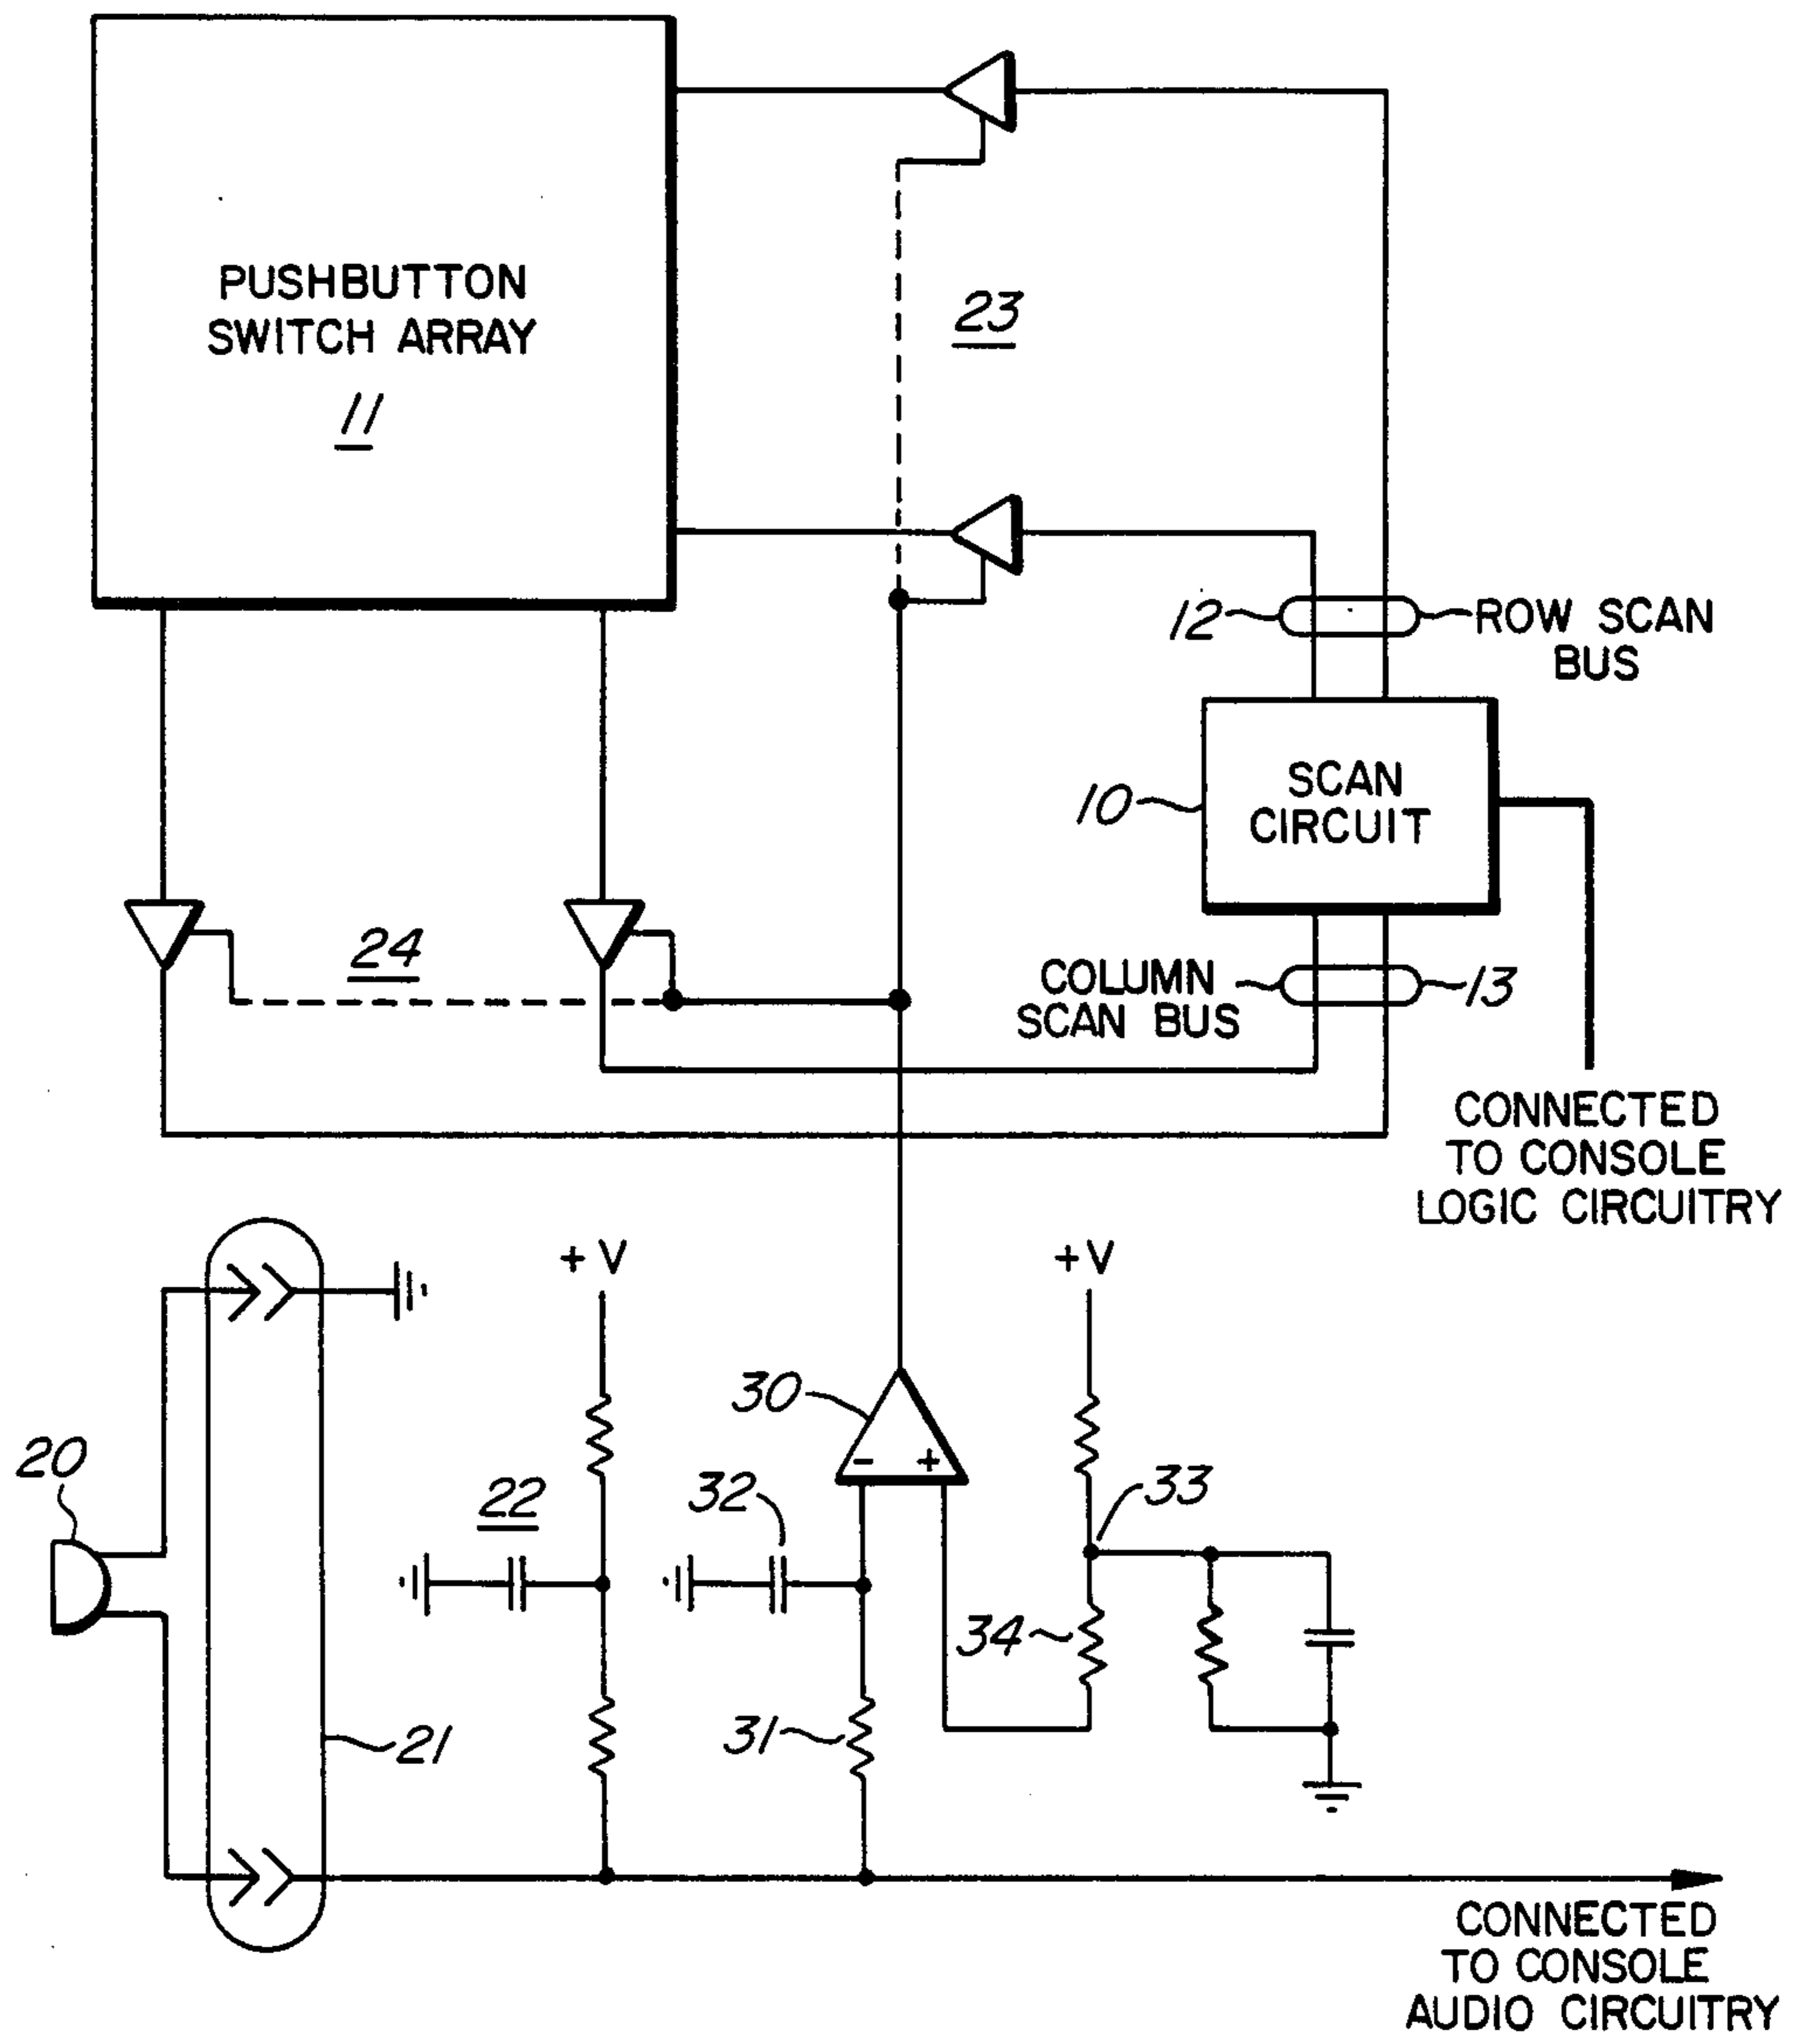 PUSHBUTTON
SWITCH ARRAY
11
23
12
ROW SCAN
BUS
10
SCAN
CIRCUIT
24
COLUMN
SCAN BUS
13
CONNECTED
TO CONSOLE
LOGIC CIRCUITRY
+V
+V
30
- +
20
22
32
33
34
31
21
CONNECTED
TO CONSOLE
AUDIO CIRCUITRY